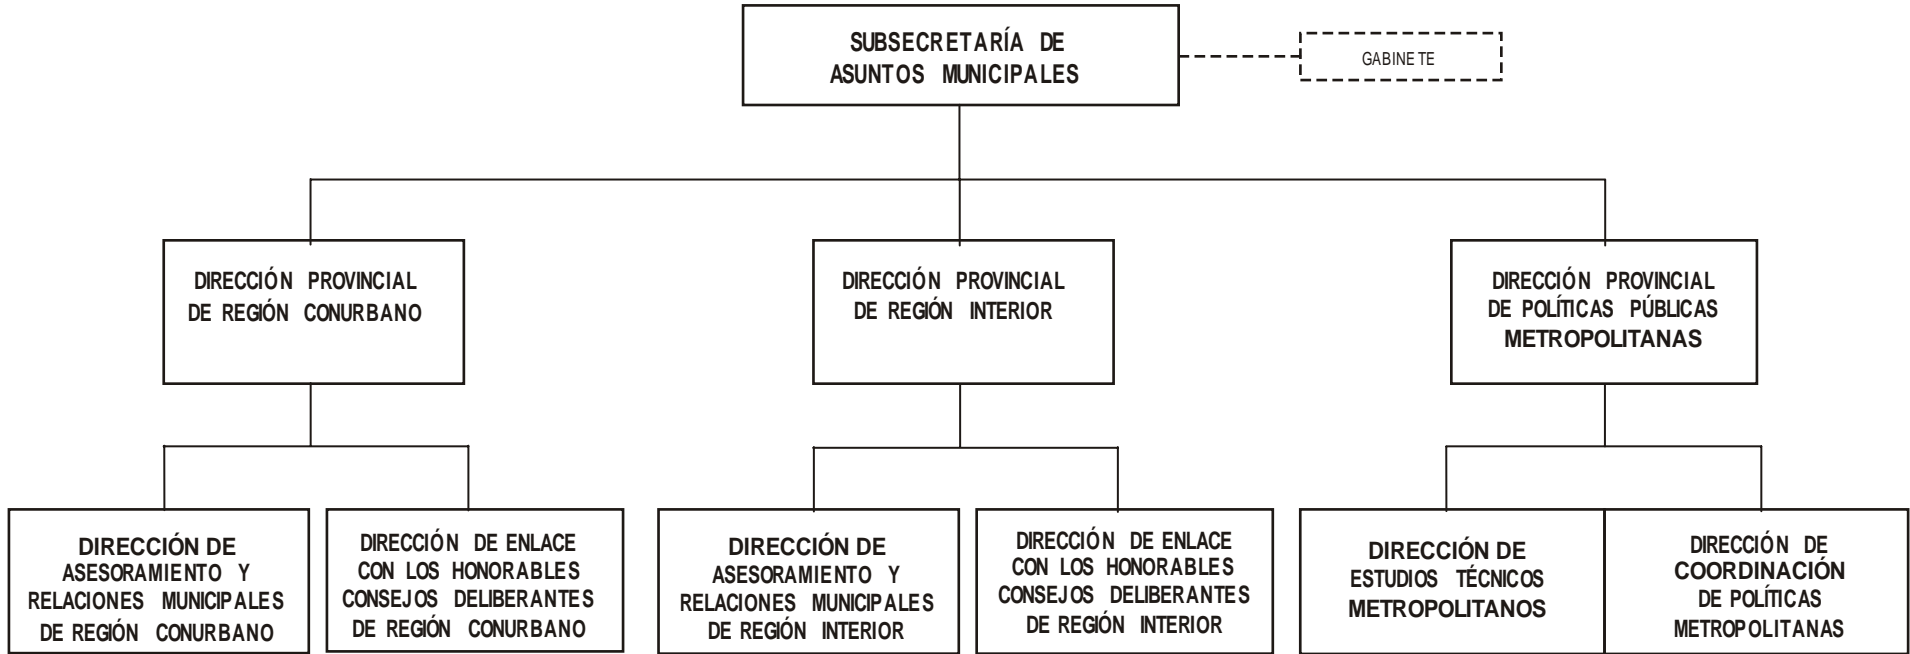 SUBSECRETARÍA DE
ASUNTOS MUNICIPALES
GABINETE
DIRECCIÓN PROVINCIAL
DE REGIÓN CONURBANO
DIRECCIÓN PROVINCIAL
DE REGIÓN INTERIOR
DIRECCIÓN PROVINCIAL
DE POLÍTICAS PÚBLICAS
METROPOLITANAS
DIRECCIÓN DE
ASESORAMIENTO Y
RELACIONES MUNICIPALES
DE REGIÓN CONURBANO
DIRECCIÓN DE ENLACE
CON LOS HONORABLES
CONSEJOS DELIBERANTES
DE REGIÓN CONURBANO
DIRECCIÓN DE
ASESORAMIENTO Y
RELACIONES MUNICIPALES
DE REGIÓN INTERIOR
DIRECCIÓN DE ENLACE
CON LOS HONORABLES
CONSEJOS DELIBERANTES
DE REGIÓN INTERIOR
DIRECCIÓN DE
ESTUDIOS TÉCNICOS
METROPOLITANOS
DIRECCIÓN DE
COORDINACIÓN
DE POLÍTICAS
METROPOLITANAS